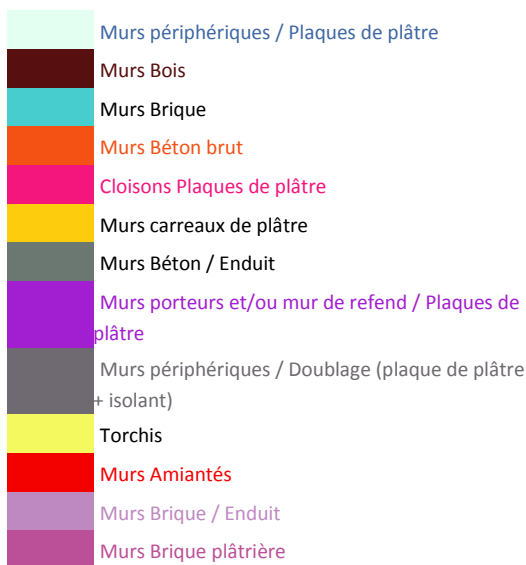 Murs périphériques / Plaques de plâtre
Murs Bois
Murs Brique
Murs Béton brut
Cloisons Plaques de plâtre
Murs carreaux de plâtre
Murs Béton / Enduit
Murs porteurs et/ou mur de refend / Plaques de
plâtre
Murs périphériques / Doublage (plaque de plâtre
+ isolant)
Torchis
Murs Amiantés
Murs Brique / Enduit
Murs Brique plâtrière